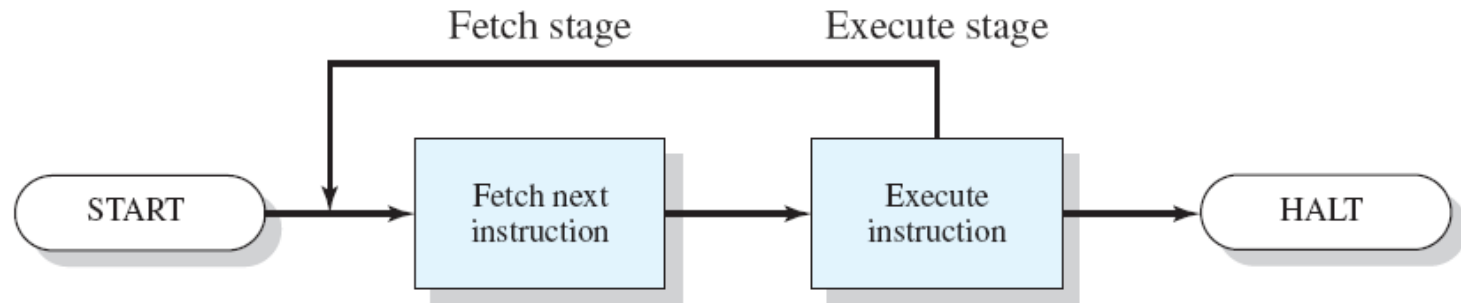 Fetch stage
Execute stage
START
Fetch next
instruction
Execute
instruction
HALT